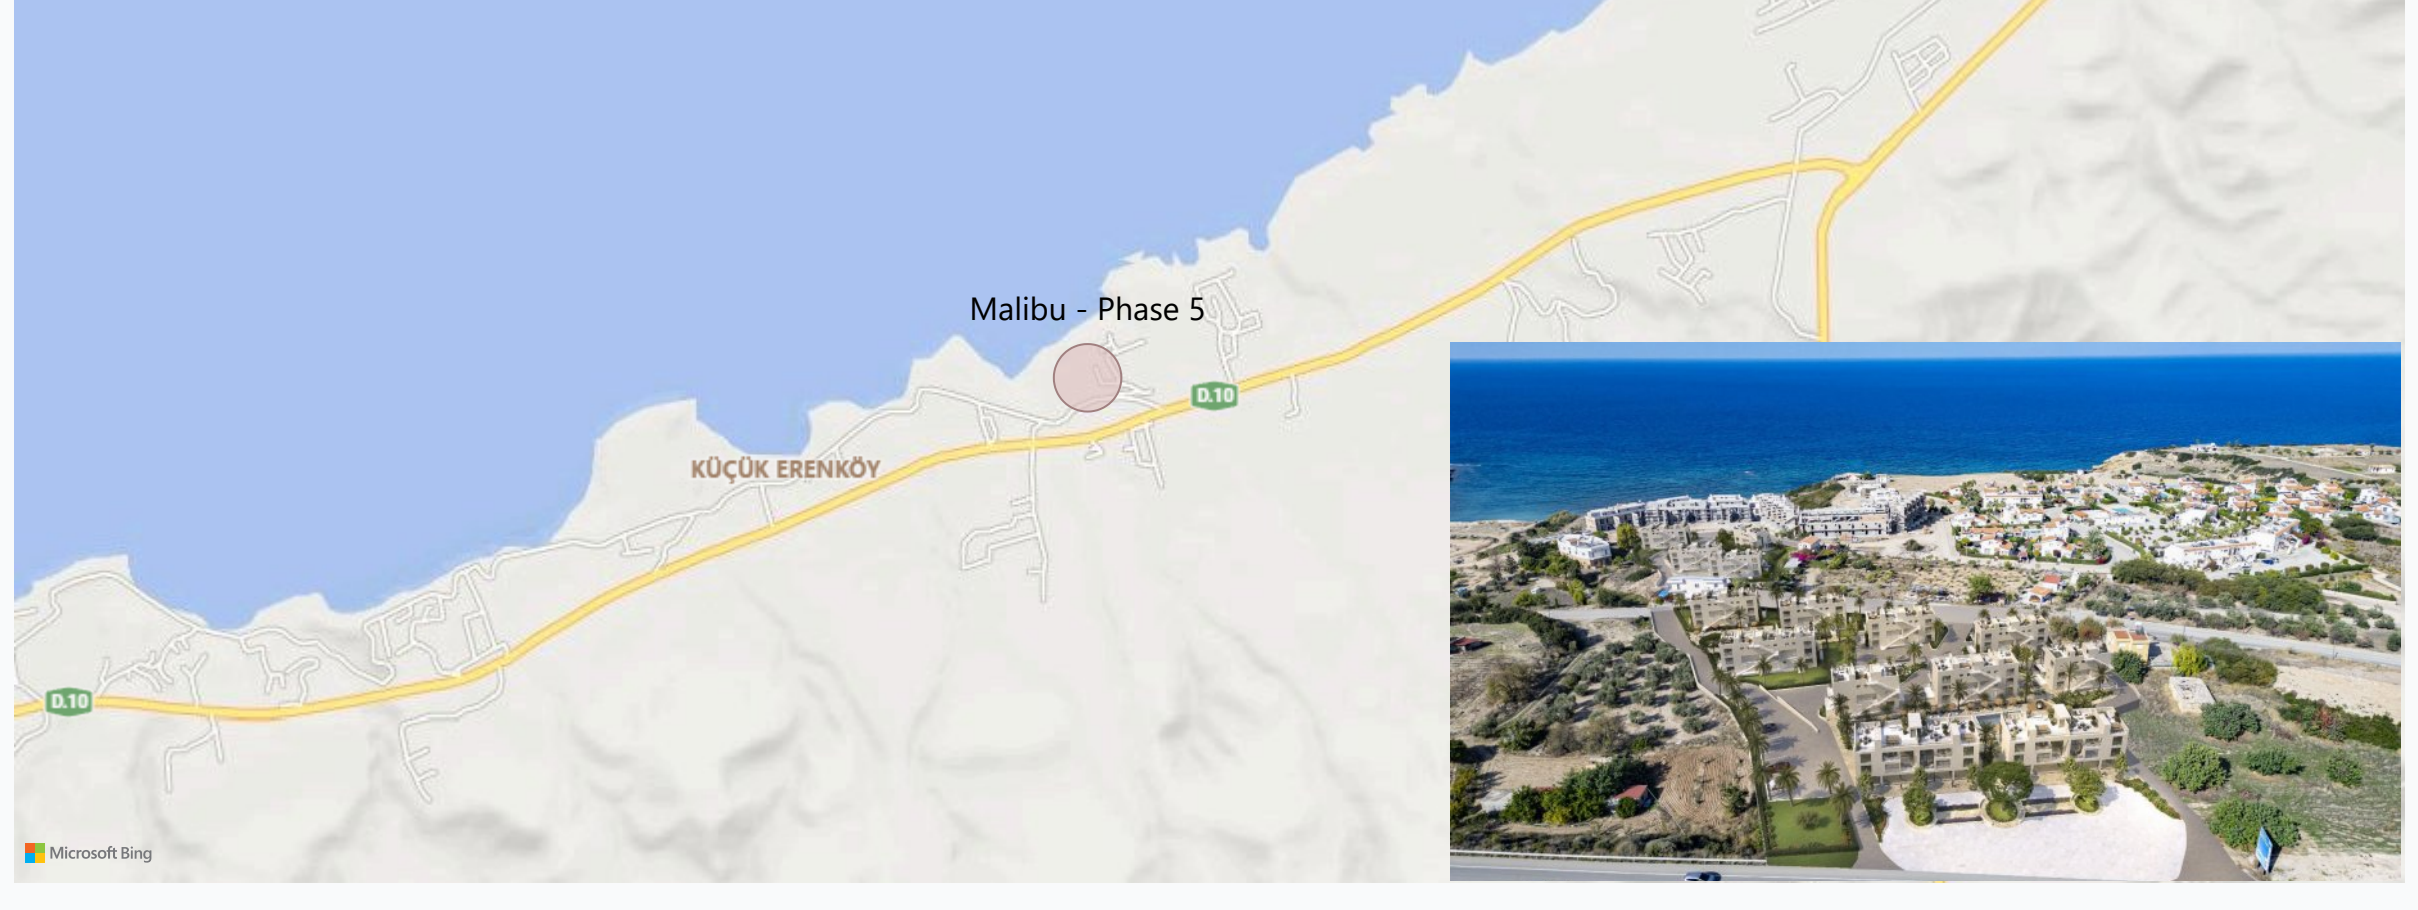 Malibu - Phase 5
D.10
KÜÇÜK ERENKÖY
D.10
Microsoft Bing